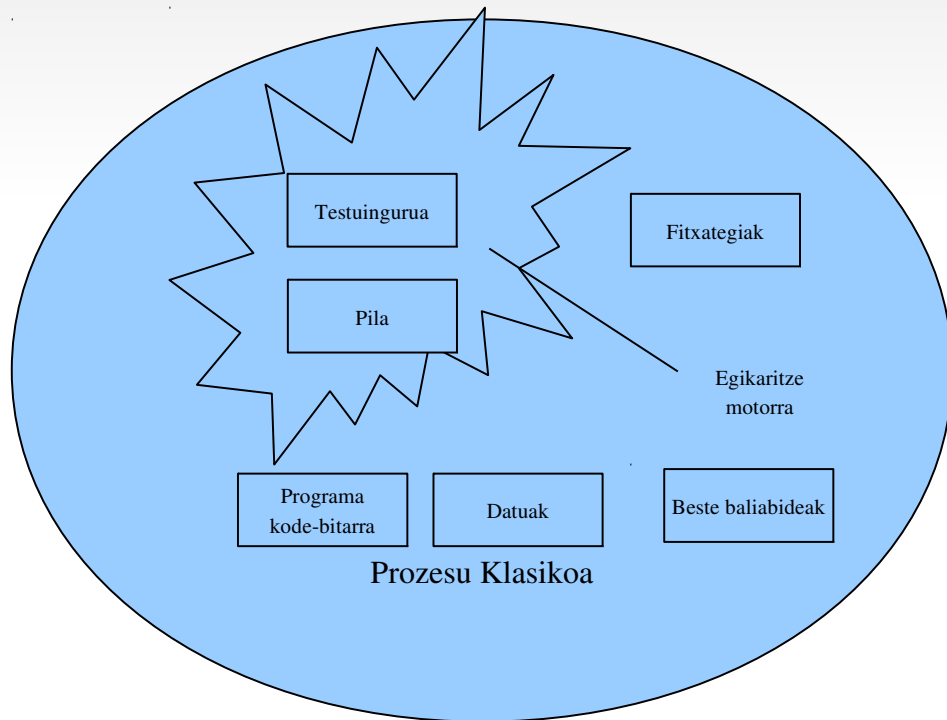 Testuingurua
Fitxategiak
Pila
Egikaritze
motorra
Programa
kode-bitarra
Datuak
Beste baliabideak
Prozesu Klasikoa